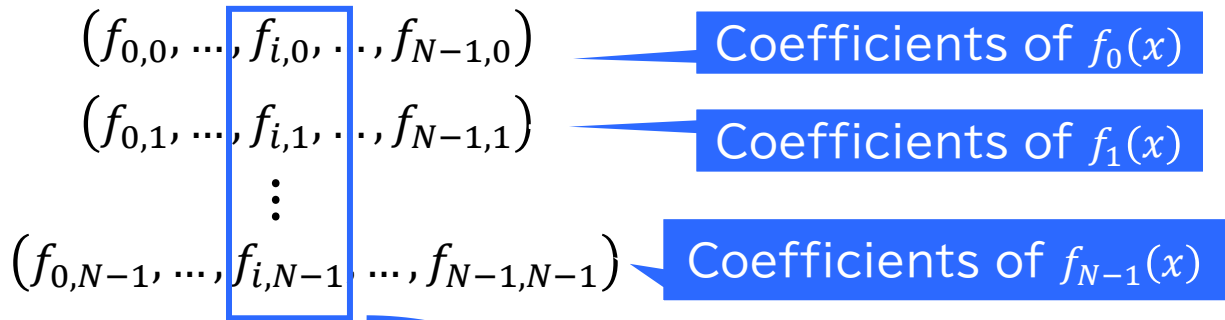 (f_{0,0}, …, f_{i,0}, …, f_{N−1,0}) Coefficients of f_0(x)
(f_{0,1}, …, f_{i,1}, …, f_{N−1,1}) Coefficients of f_1(x)
⋮
(f_{0,N−1}, …, f_{i,N−1}, …, f_{N−1,N−1}) Coefficients of f_{N−1}(x)